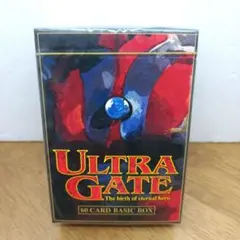 ULTRA
GATE
The birth of eternal hero
60 CARD BASIC BOX